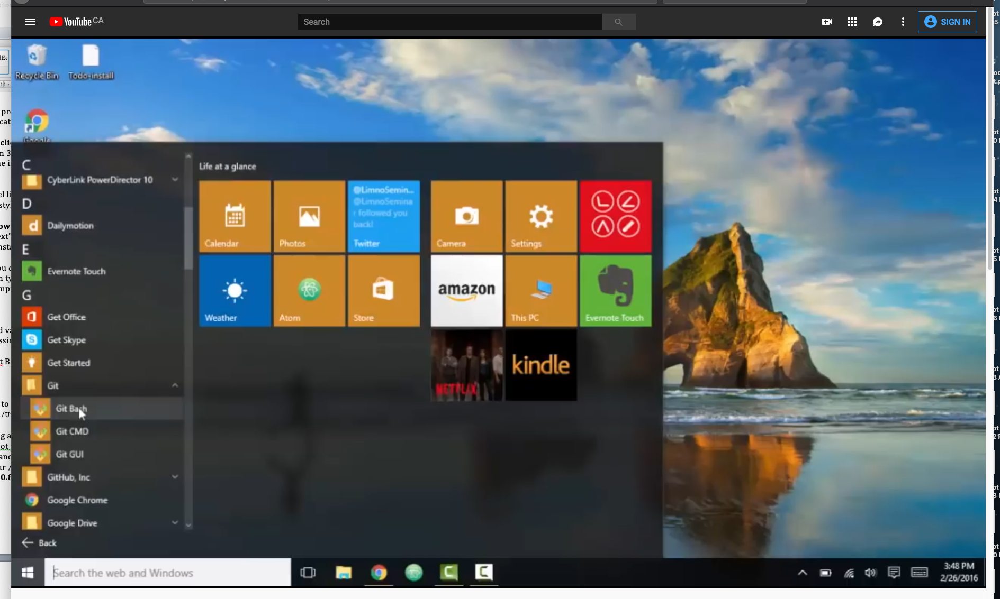 YouTube CA
Search
SIGN IN
Recycle Bin
Todo-install
Google
C
CyberLink PowerDirector 10
D
Dailymotion
E
Evernote Touch
G
Get Office
Get Skype
Get Started
Git
Git Bash
Git CMD
Git GUI
GitHub, Inc
Google Chrome
Google Drive
Back
Life at a glance
Calendar
Photos
@LimnoSemin...
@LimnoSemina
r followed you
back!
Twitter
Camera
Settings
Weather
Atom
Store
amazon
This PC
Evernote Touch
NETFLIX
kindle
Search the web and Windows
3:48 PM
2/26/2016